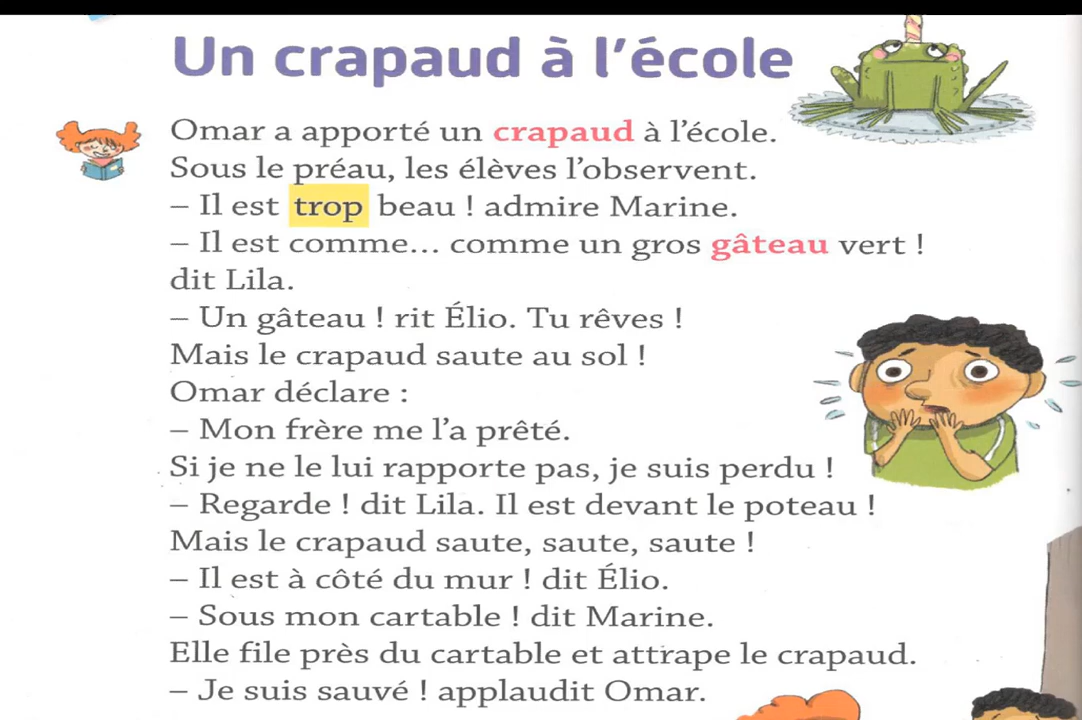 Un crapaud à l'école
Omar a apporté un crapaud à l'école.
Sous le préau, les élèves l'observent.
– Il est trop beau ! admire Marine.
– Il est comme... comme un gros gâteau vert !
dit Lila.
– Un gâteau ! rit Élio. Tu rêves !
Mais le crapaud saute au sol !
Omar déclare :
– Mon frère me l'a prêté.
Si je ne le lui rapporte pas, je suis perdu !
– Regarde ! dit Lila. Il est devant le poteau !
Mais le crapaud saute, saute, saute !
– Il est à côté du mur ! dit Élio.
– Sous mon cartable ! dit Marine.
Elle file près du cartable et attrape le crapaud.
– Je suis sauvé ! applaudit Omar.